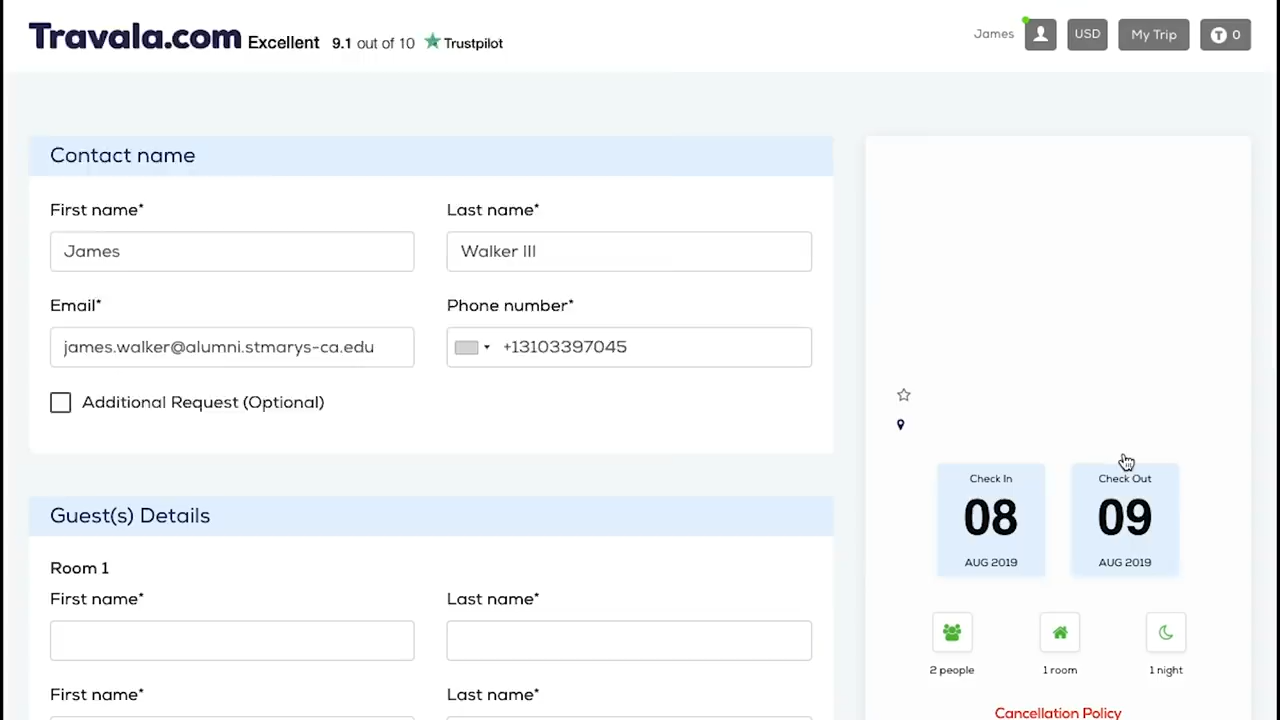 Travala.com Excellent 9.1 out of 10 Trustpilot
James USD My Trip T 0
Contact name
First name* Last name*
James Walker III
Email* Phone number*
james.walker@alumni.stmarys-ca.edu +13103397045
Additional Request (Optional)
Guest(s) Details
Room 1
First name* Last name*
First name* Last name*
Check In Check Out
08 09
AUG 2019 AUG 2019
2 people 1 room 1 night
Cancellation Policy